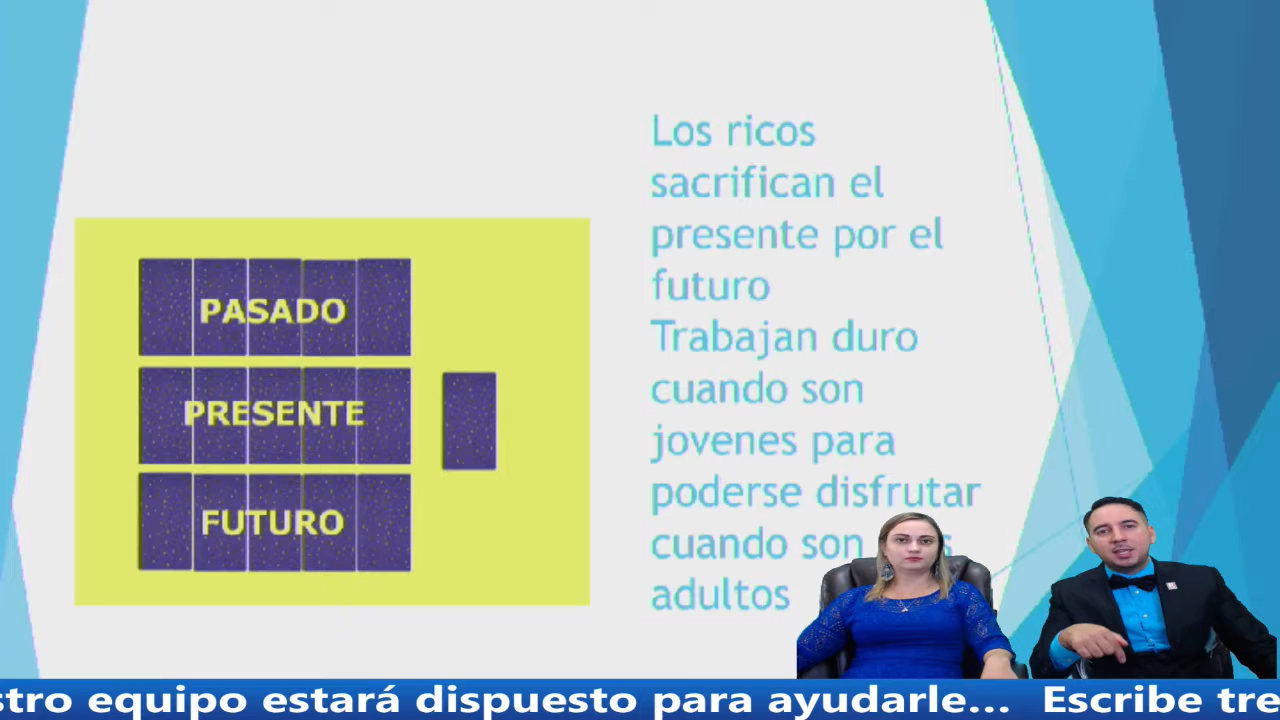 PASADO
PRESENTE
FUTURO
Los ricos
sacrifican el
presente por el
futuro
Trabajan duro
cuando son
jovenes para
poderse disfrutar
cuando son
adultos
stro equipo estará dispuesto para ayudarle... Escribe tre